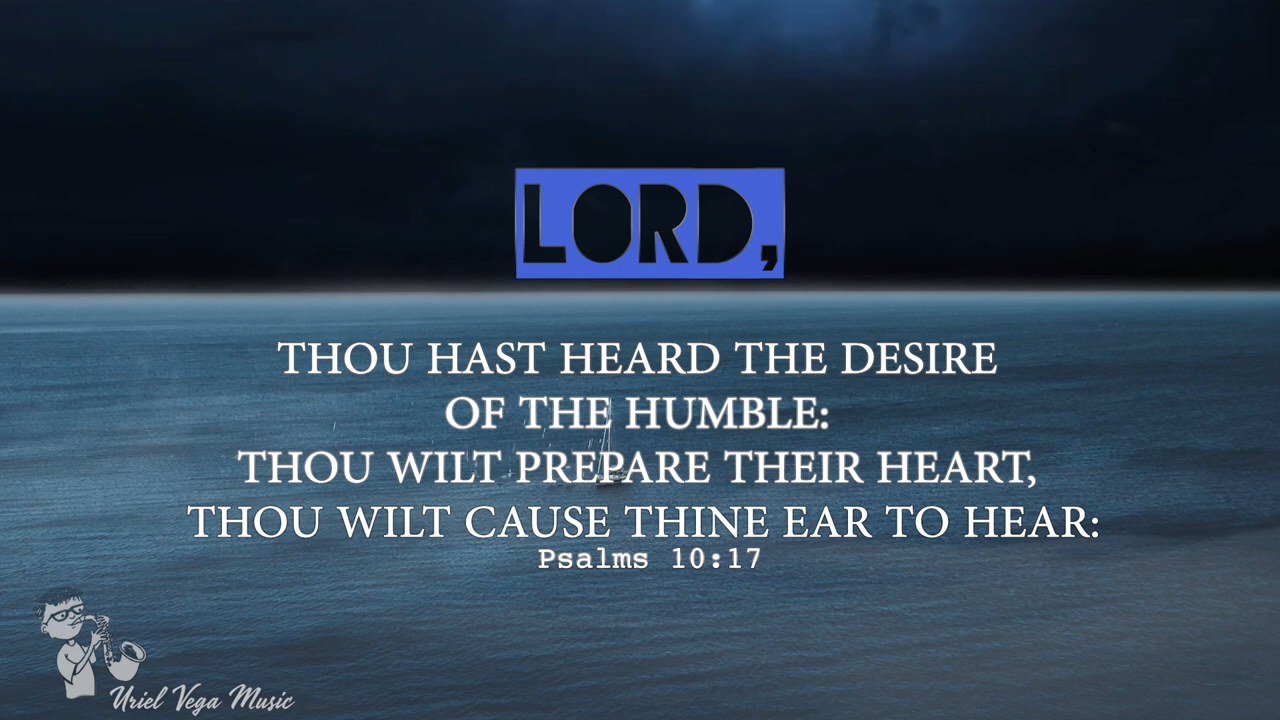 LORD,
THOU HAST HEARD THE DESIRE
OF THE HUMBLE:
THOU WILT PREPARE THEIR HEART,
THOU WILT CAUSE THINE EAR TO HEAR:
Psalms 10:17
Uriel Vega Music